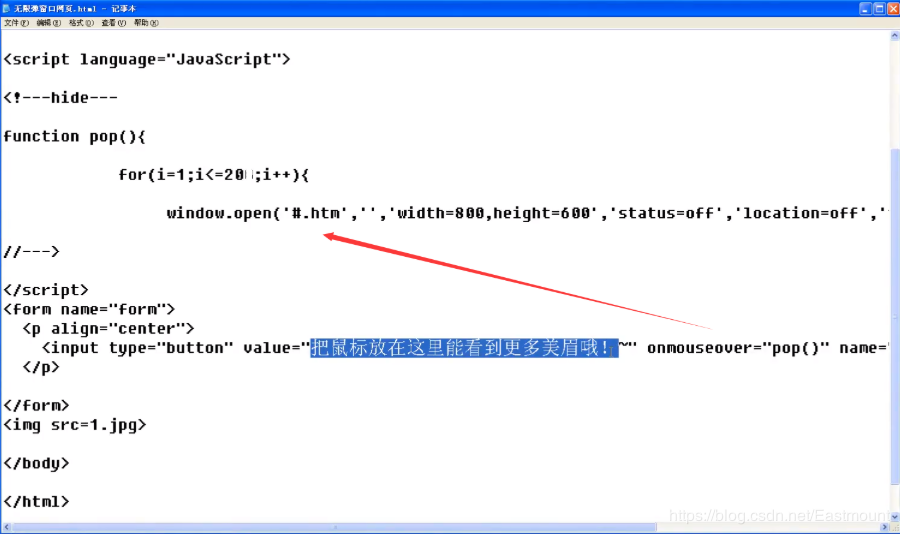 无限弹窗口网页.html - 记事本
文件(F) 编辑(E) 格式(O) 查看(V) 帮助(H)
<script language="JavaScript">
<!---hide---
function pop(){
for(i=1;i<=20 ;i++){
window.open('#.htm','','width=800,height=600','status=off','location=off','
//--->
</script>
<form name="form">
<p align="center">
<input type="button" value="把鼠标放在这里能看到更多美眉哦!~" onmouseover="pop()" name="
</p>
</form>
<img src=1.jpg>
</body>
</html>
https://blog.csdn.net/Eastmount